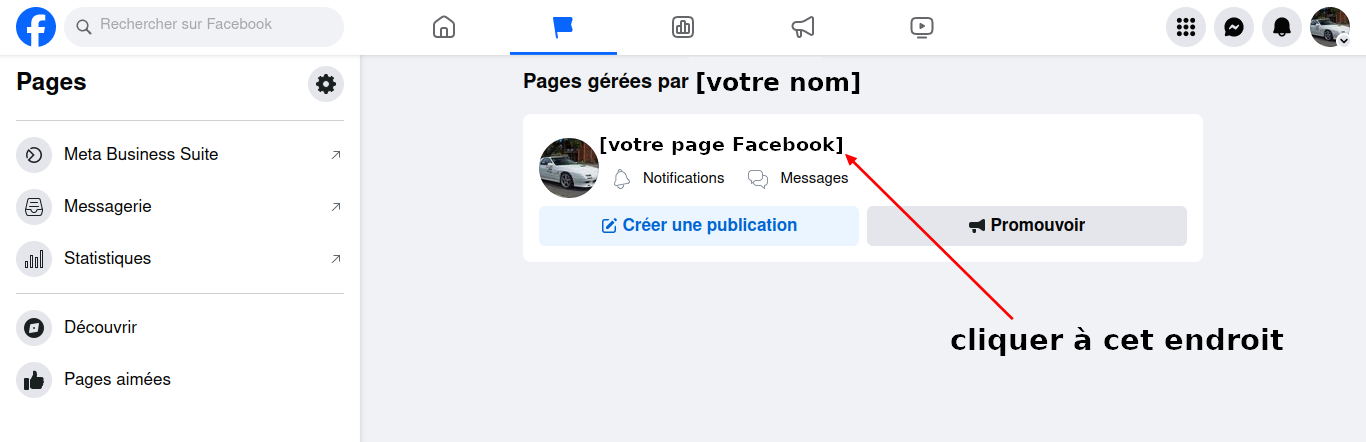 Rechercher sur Facebook
Pages
Meta Business Suite
Messagerie
Statistiques
Découvrir
Pages aimées
Pages gérées par [votre nom]
[votre page Facebook]
Notifications Messages
Créer une publication Promouvoir
cliquer à cet endroit